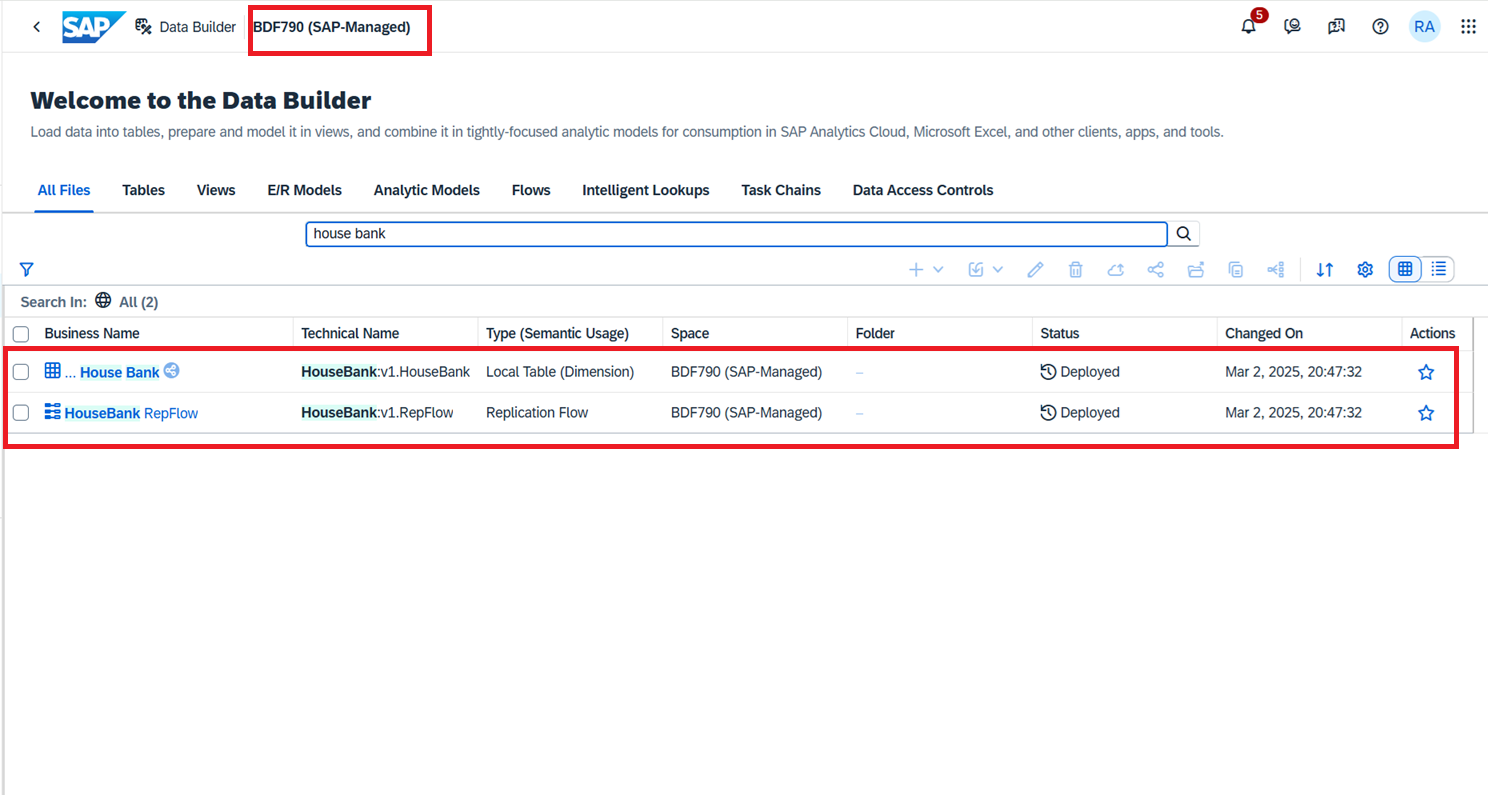 SAP Data Builder BDF790 (SAP-Managed) 5 RA
Welcome to the Data Builder
Load data into tables, prepare and model it in views, and combine it in tightly-focused analytic models for consumption in SAP Analytics Cloud, Microsoft Excel, and other clients, apps, and tools.
All Files Tables Views E/R Models Analytic Models Flows Intelligent Lookups Task Chains Data Access Controls
house bank
Search In: All (2)
Business Name Technical Name Type (Semantic Usage) Space Folder Status Changed On Actions
... House Bank HouseBank:v1.HouseBank Local Table (Dimension) BDF790 (SAP-Managed) – Deployed Mar 2, 2025, 20:47:32
HouseBank RepFlow HouseBank:v1.RepFlow Replication Flow BDF790 (SAP-Managed) – Deployed Mar 2, 2025, 20:47:32